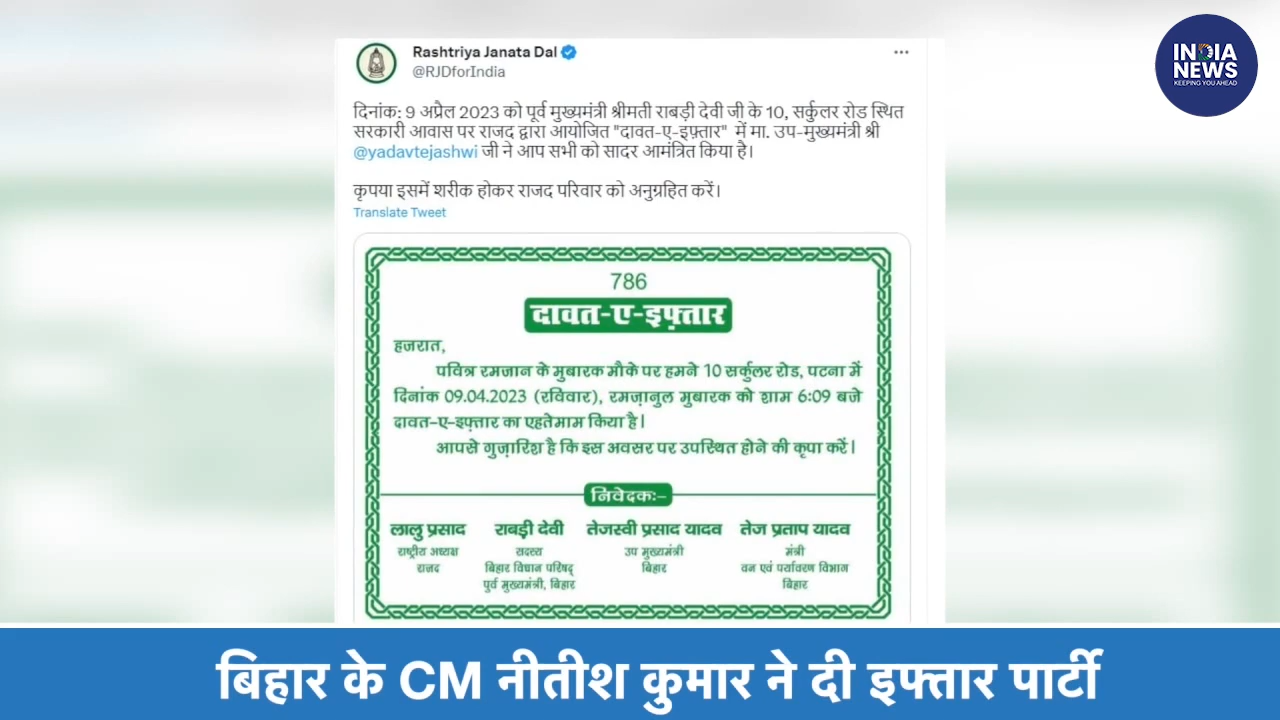 Rashtriya Janata Dal
@RJDforIndia
INDIA
NEWS
KEEPING YOU AHEAD
दिनांक: 9 अप्रैल 2023 को पूर्व मुख्यमंत्री श्रीमती राबड़ी देवी जी के 10, सर्कुलर रोड स्थित
सरकारी आवास पर राजद द्वारा आयोजित "दावत-ए-इफ़्तार" में मा. उप-मुख्यमंत्री श्री
@yadavtejashwi जी ने आप सभी को सादर आमंत्रित किया है।
कृपया इसमें शरीक होकर राजद परिवार को अनुग्रहित करें।
Translate Tweet
786
दावत-ए-इफ़्तार
हजरात,
पवित्र रमजान के मुबारक मौके पर हमने 10 सर्कुलर रोड, पटना में
दिनांक 09.04.2023 (रविवार), रमज़ानुल मुबारक को शाम 6:09 बजे
दावत-ए-इफ़्तार का एहतेमाम किया है।
आपसे गुज़ारिश है कि इस अवसर पर उपस्थित होने की कृपा करें।
निवेदकः-
लालु प्रसाद राबड़ी देवी तेजस्वी प्रसाद यादव तेज प्रताप यादव
राष्ट्रीय अध्यक्ष सदस्य उप मुख्यमंत्री मंत्री
राजद बिहार विधान परिषद् बिहार वन एवं पर्यावरण विभाग
पूर्व मुख्यमंत्री, बिहार बिहार
बिहार के CM नीतीश कुमार ने दी इफ्तार पार्टी